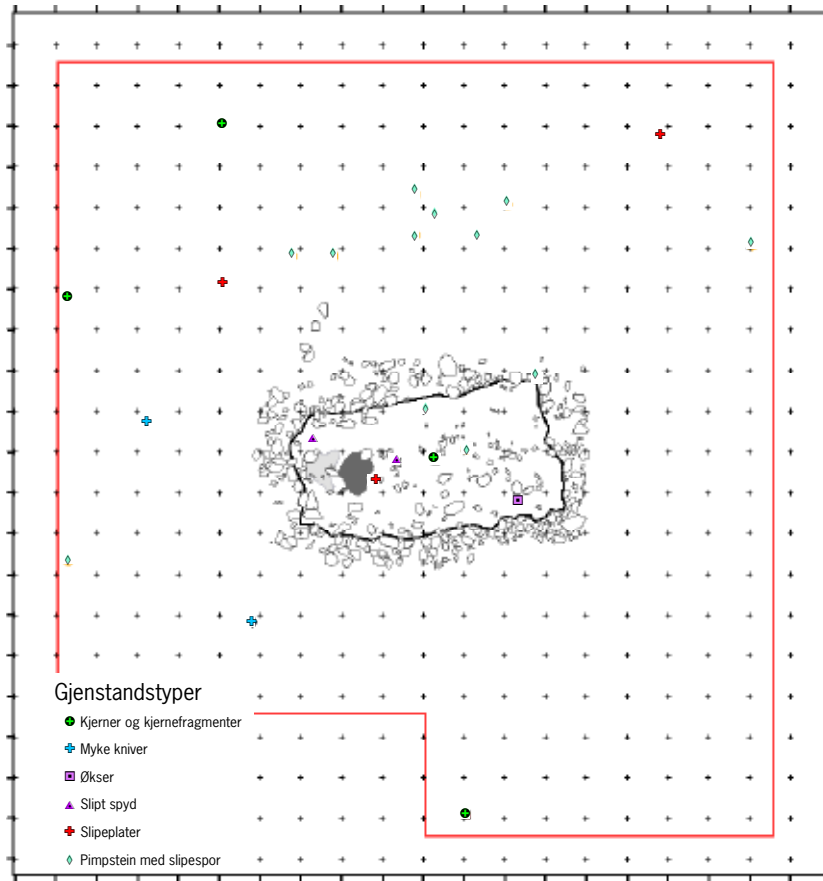 Gjenstandstyper
Kjerner og kjernefragmenter
Myke kniver
Økser
Slipt spyd
Slipeplater
Pimpstein med slipespor